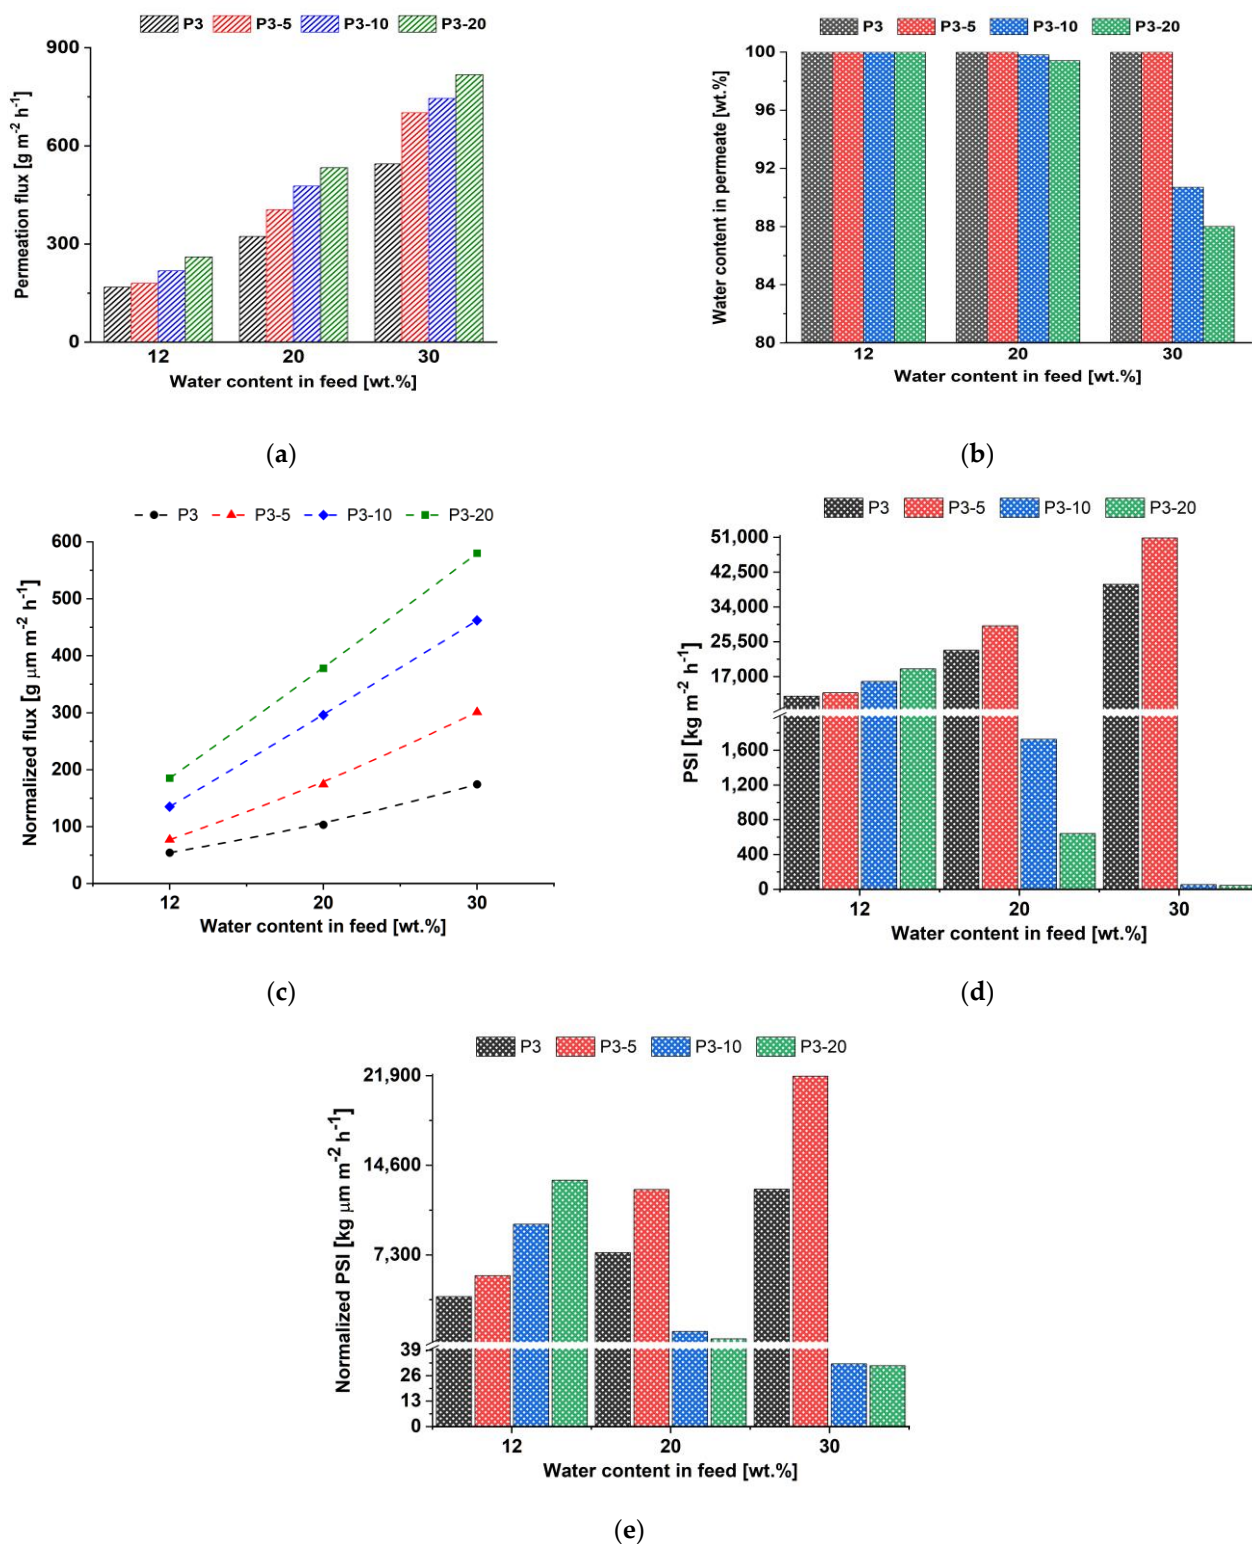 P3 P3-5 P3-10 P3-20
900
600
300
0
Permeation flux [g m⁻² h⁻¹]
12 20 30
Water content in feed [wt.%]
(a)
P3 P3-5 P3-10 P3-20
100
96
92
88
84
80
Water content in permeate [wt.%]
12 20 30
Water content in feed [wt.%]
(b)
P3 P3-5 P3-10 P3-20
600
500
400
300
200
100
0
Normalized flux [g μm m⁻² h⁻¹]
12 20 30
Water content in feed [wt.%]
(c)
P3 P3-5 P3-10 P3-20
51,000
42,500
34,000
25,500
17,000
1,600
1,200
800
400
0
PSI [kg m⁻² h⁻¹]
12 20 30
Water content in feed [wt.%]
(d)
P3 P3-5 P3-10 P3-20
21,900
14,600
7,300
39
26
13
0
Normalized PSI [kg μm m⁻² h⁻¹]
12 20 30
Water content in feed [wt.%]
(e)